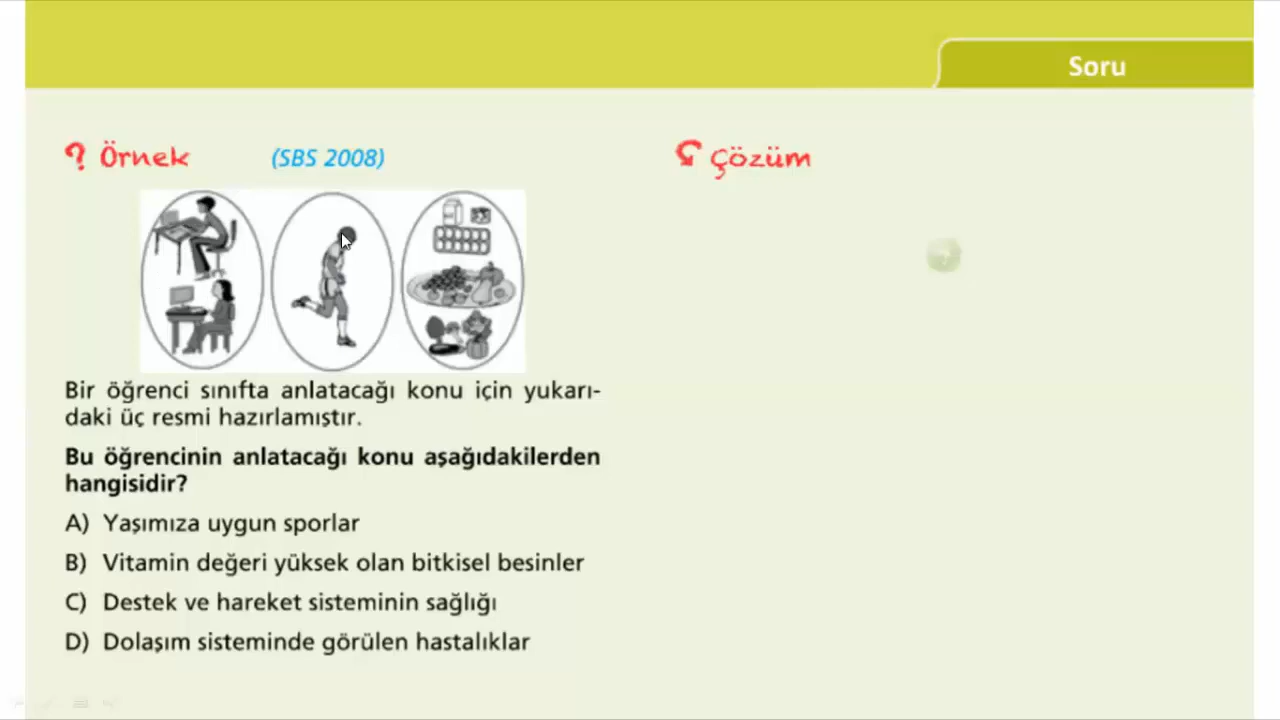 Soru
? Örnek (SBS 2008)
Çözüm
Bir öğrenci sınıfta anlatacağı konu için yukarı-
daki üç resmi hazırlamıştır.
Bu öğrencinin anlatacağı konu aşağıdakilerden
hangisidir?
A) Yaşımıza uygun sporlar
B) Vitamin değeri yüksek olan bitkisel besinler
C) Destek ve hareket sisteminin sağlığı
D) Dolaşım sisteminde görülen hastalıklar